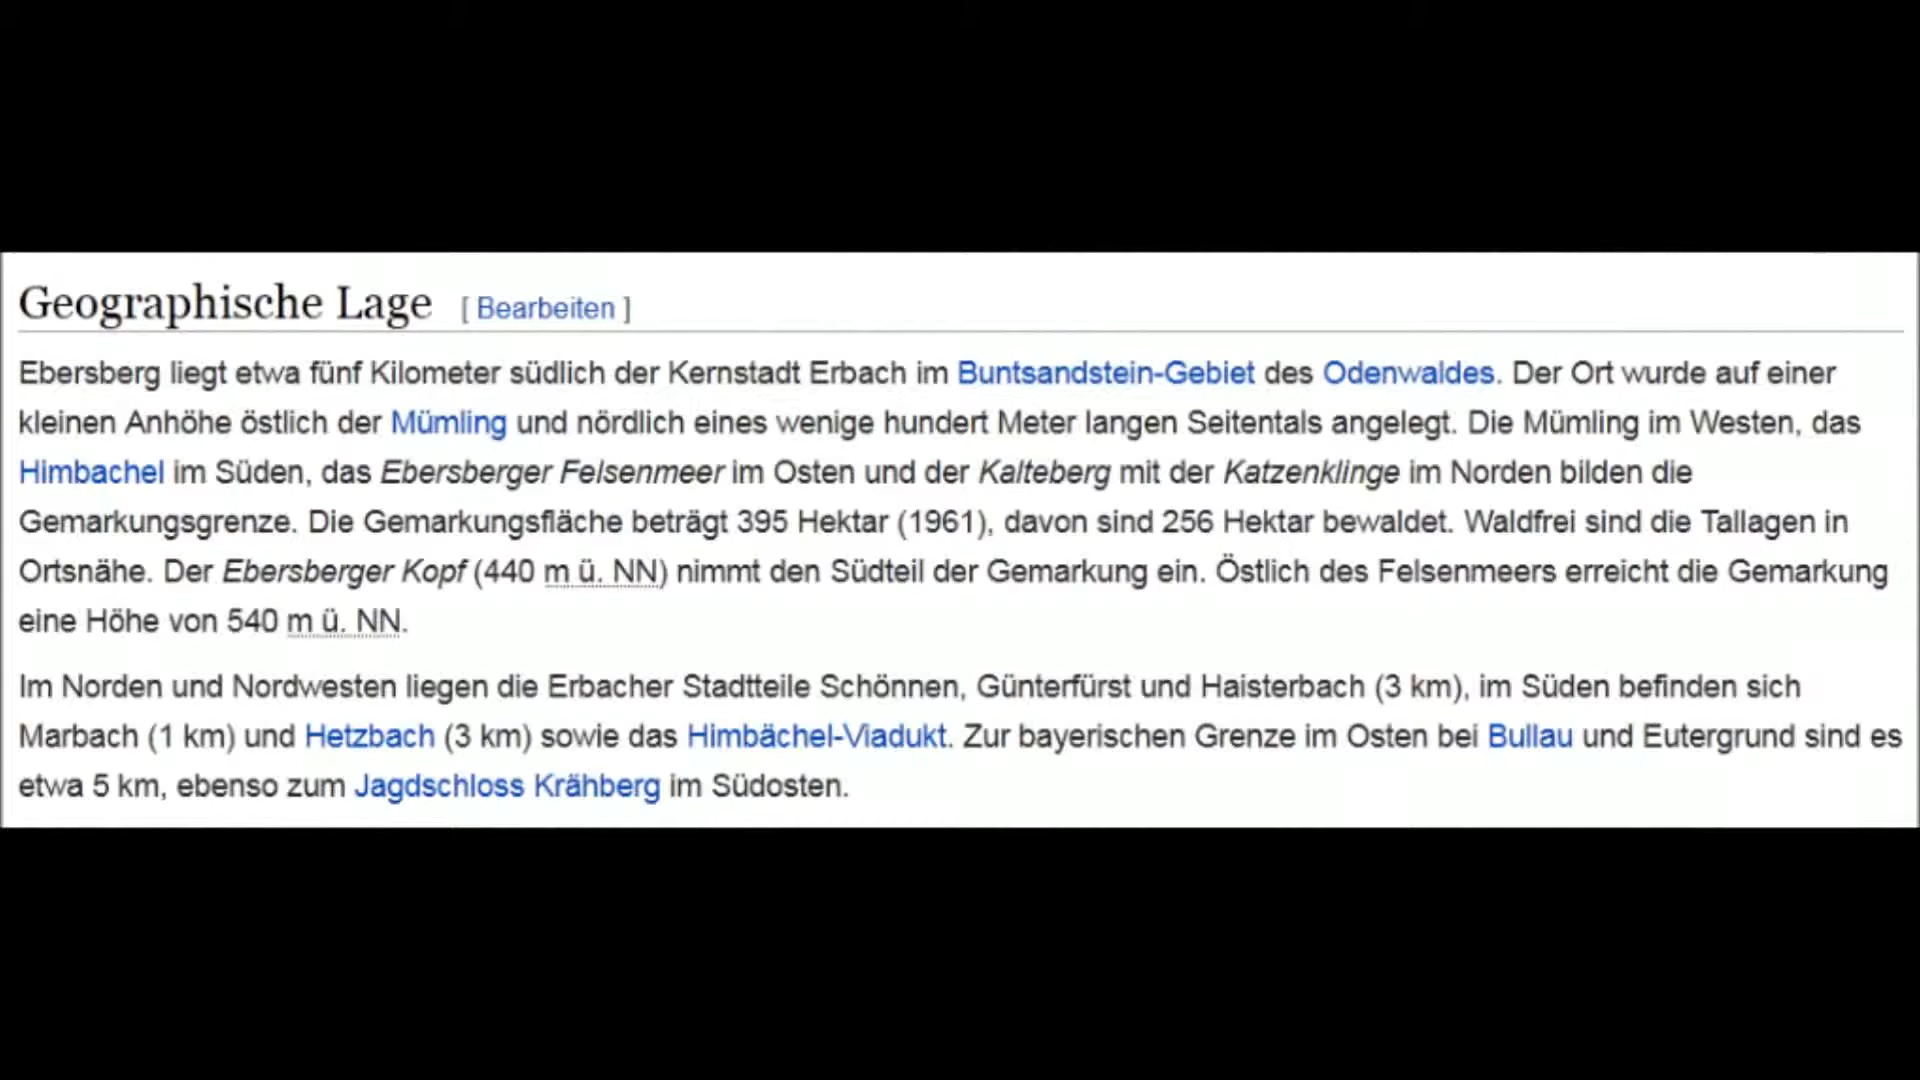 Geographische Lage [ Bearbeiten ]
Ebersberg liegt etwa fünf Kilometer südlich der Kernstadt Erbach im Buntsandstein-Gebiet des Odenwaldes. Der Ort wurde auf einer
kleinen Anhöhe östlich der Mümling und nördlich eines wenige hundert Meter langen Seitentals angelegt. Die Mümling im Westen, das
Himbachel im Süden, das Ebersberger Felsenmeer im Osten und der Kalteberg mit der Katzenklinge im Norden bilden die
Gemarkungsgrenze. Die Gemarkungsfläche beträgt 395 Hektar (1961), davon sind 256 Hektar bewaldet. Waldfrei sind die Tallagen in
Ortsnähe. Der Ebersberger Kopf (440 m ü. NN) nimmt den Südteil der Gemarkung ein. Östlich des Felsenmeers erreicht die Gemarkung
eine Höhe von 540 m ü. NN.
Im Norden und Nordwesten liegen die Erbacher Stadtteile Schönnen, Günterfürst und Haisterbach (3 km), im Süden befinden sich
Marbach (1 km) und Hetzbach (3 km) sowie das Himbächel-Viadukt. Zur bayerischen Grenze im Osten bei Bullau und Eutergrund sind es
etwa 5 km, ebenso zum Jagdschloss Krähberg im Südosten.